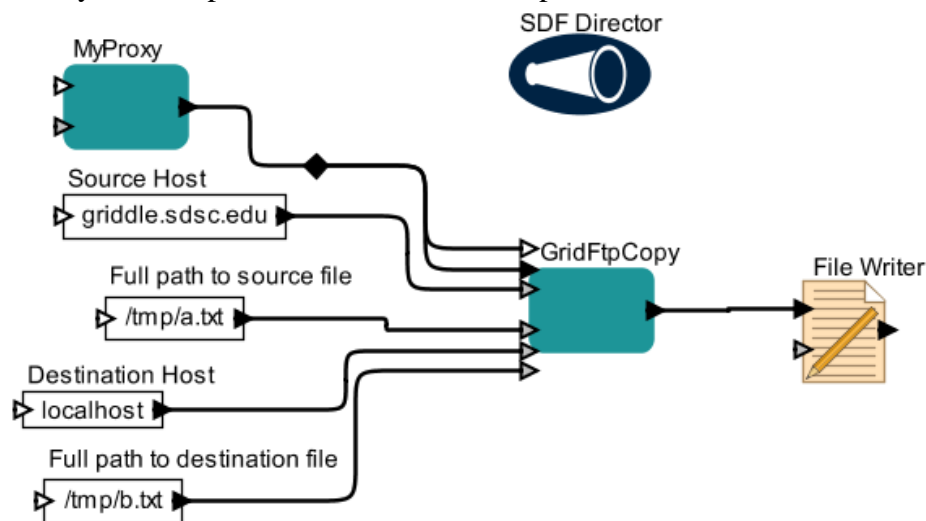 SDF Director
MyProxy
Source Host
griddle.sdsc.edu
GridFtpCopy
File Writer
Full path to source file
/tmp/a.txt
Destination Host
localhost
Full path to destination file
/tmp/b.txt